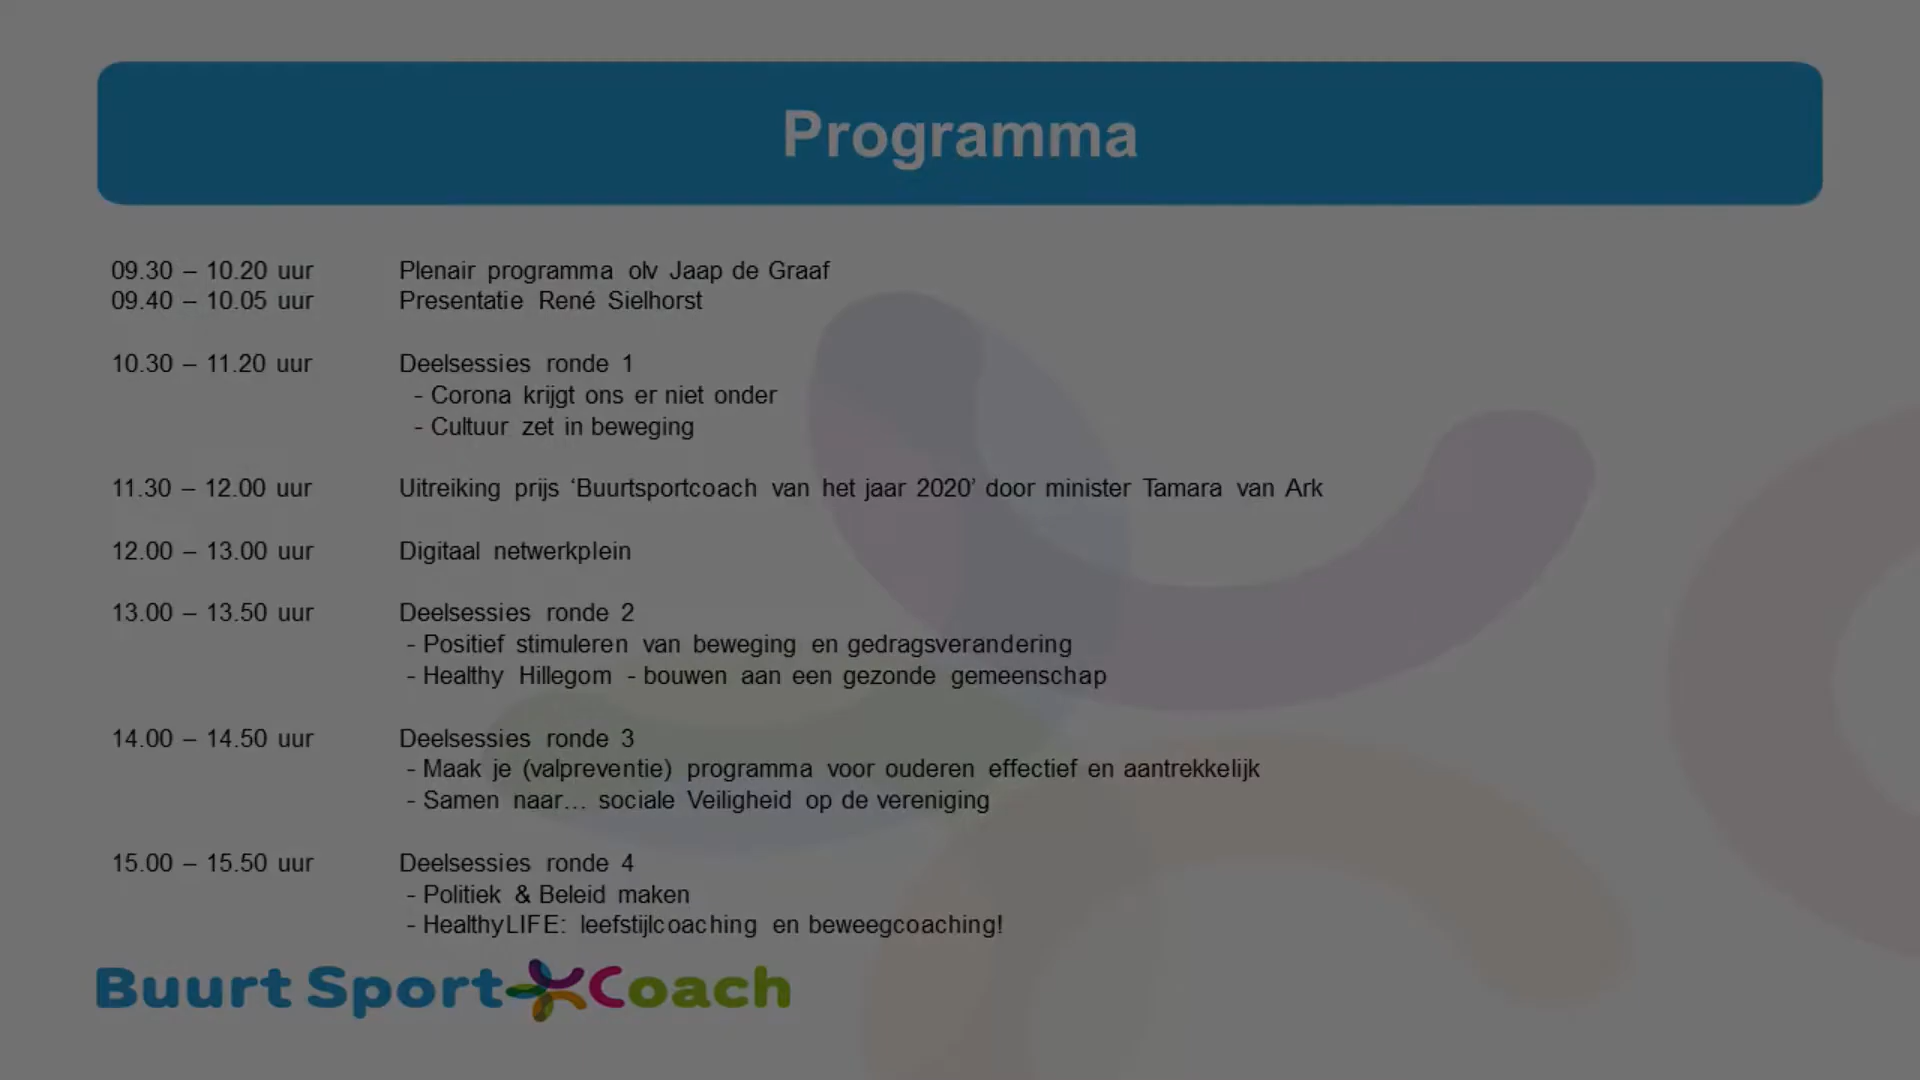 Programma
09.30 – 10.20 uur Plenair programma olv Jaap de Graaf
09.40 – 10.05 uur Presentatie René Sielhorst
10.30 – 11.20 uur Deelsessies ronde 1
- Corona krijgt ons er niet onder
- Cultuur zet in beweging
11.30 – 12.00 uur Uitreiking prijs ‘Buurtsportcoach van het jaar 2020’ door minister Tamara van Ark
12.00 – 13.00 uur Digitaal netwerkplein
13.00 – 13.50 uur Deelsessies ronde 2
- Positief stimuleren van beweging en gedragsverandering
- Healthy Hillegom - bouwen aan een gezonde gemeenschap
14.00 – 14.50 uur Deelsessies ronde 3
- Maak je (valpreventie) programma voor ouderen effectief en aantrekkelijk
- Samen naar... sociale Veiligheid op de vereniging
15.00 – 15.50 uur Deelsessies ronde 4
- Politiek & Beleid maken
- HealthyLIFE: leefstijlcoaching en beweegcoaching!
Buurt Sport Coach